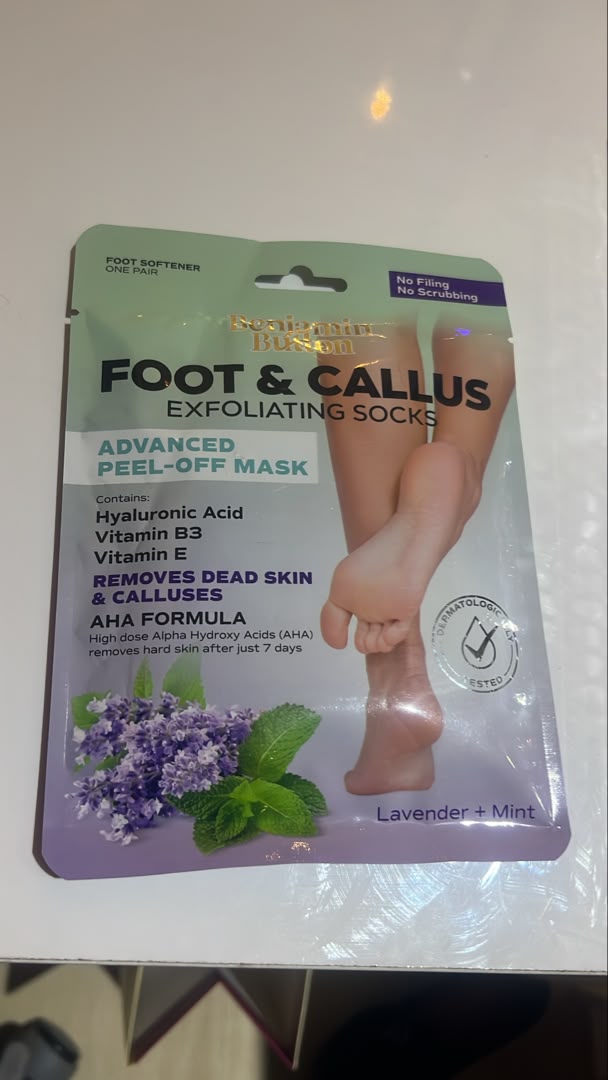 FOOT SOFTENER
ONE PAIR
No Filing
No Scrubbing
Benjamin
Button
FOOT & CALLUS
EXFOLIATING SOCKS
ADVANCED
PEEL-OFF MASK
Contains:
Hyaluronic Acid
Vitamin B3
Vitamin E
REMOVES DEAD SKIN
& CALLUSES
AHA FORMULA
High dose Alpha Hydroxy Acids (AHA)
removes hard skin after just 7 days
DERMATOLOGICALLY
TESTED
Lavender + Mint